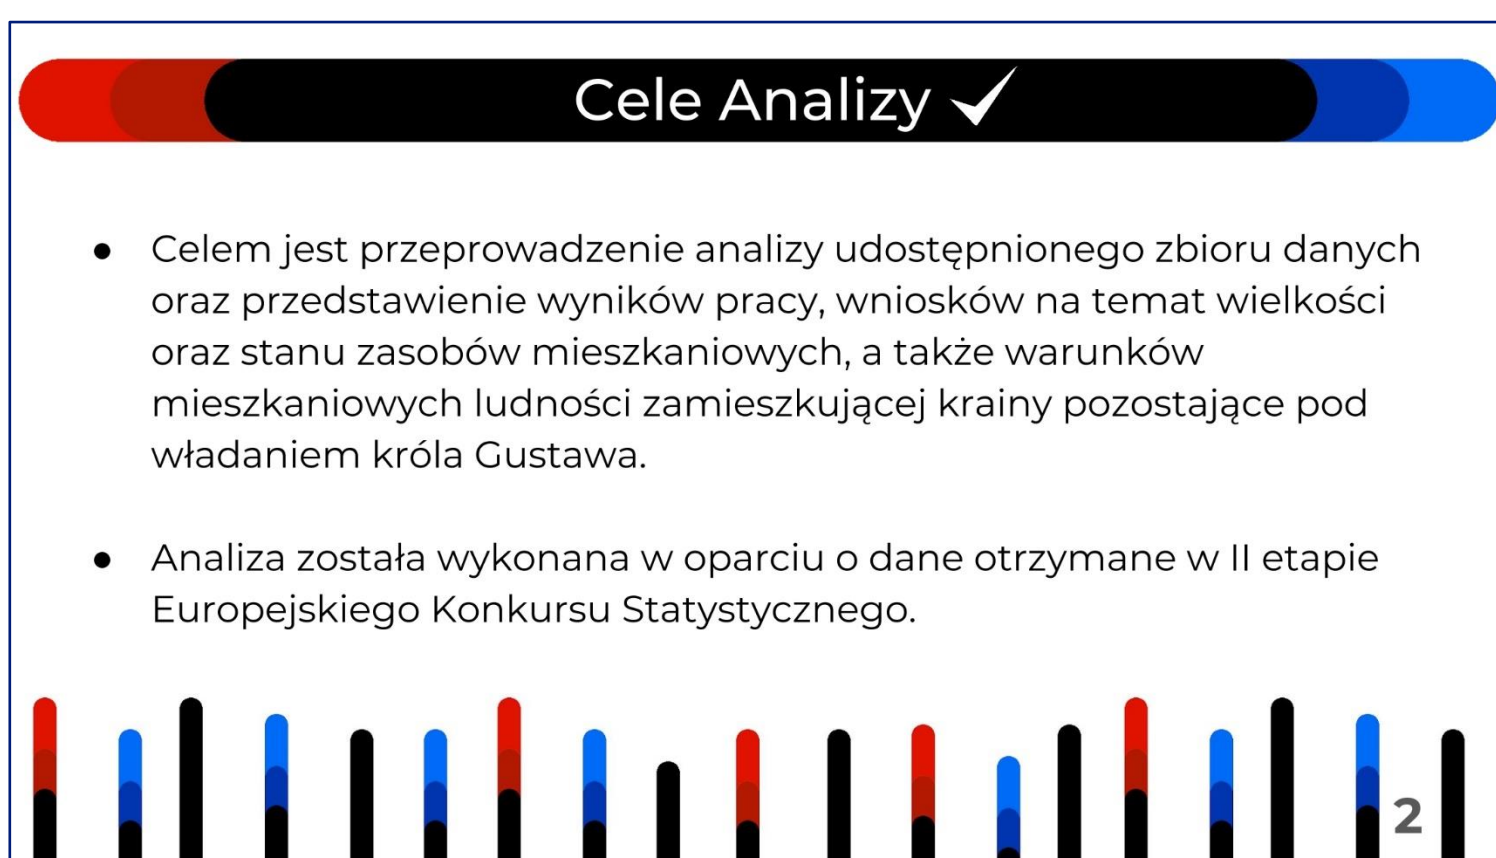 Cele Analizy ✓
● Celem jest przeprowadzenie analizy udostępnionego zbioru danych
oraz przedstawienie wyników pracy, wniosków na temat wielkości
oraz stanu zasobów mieszkaniowych, a także warunków
mieszkaniowych ludności zamieszkującej krainy pozostające pod
władaniem króla Gustawa.
● Analiza została wykonana w oparciu o dane otrzymane w II etapie
Europejskiego Konkursu Statystycznego.
2